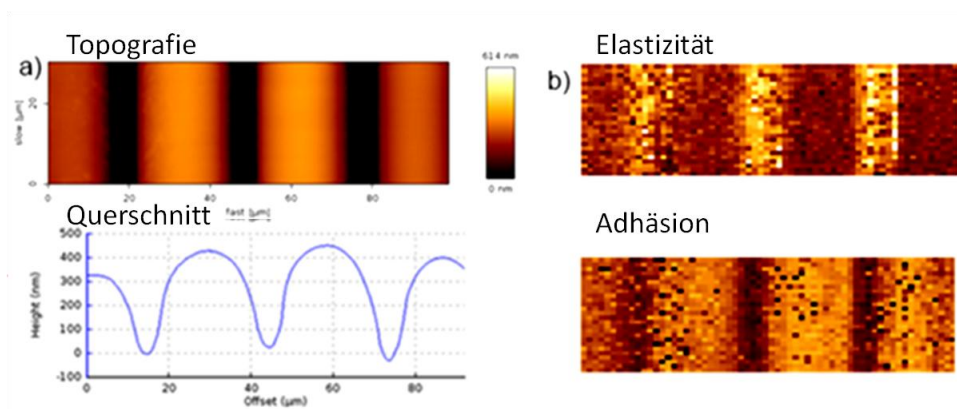 Topografie
a)
614 nm
0 nm
slow [µm]
20
0
0 20 40 60 80
fast [µm]
Querschnitt
Height (nm)
500
400
300
200
100
0
-100
0 20 40 60 80
Offset (µm)
Elastizität
b)
Adhäsion